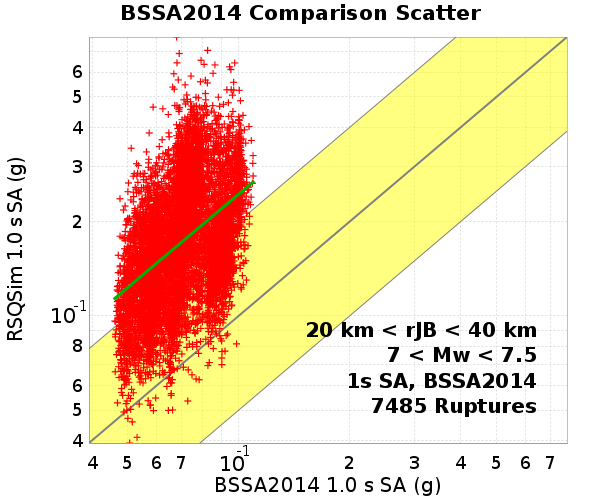 BSSA2014 Comparison Scatter
RSQSim 1.0 s SA (g)
6
5
4
3
2
10-1
8
6
5
4
20 km < rJB < 40 km
7 < Mw < 7.5
1s SA, BSSA2014
7485 Ruptures
4 5 6 7 10-1 2 3 4 5 6 7
BSSA2014 1.0 s SA (g)